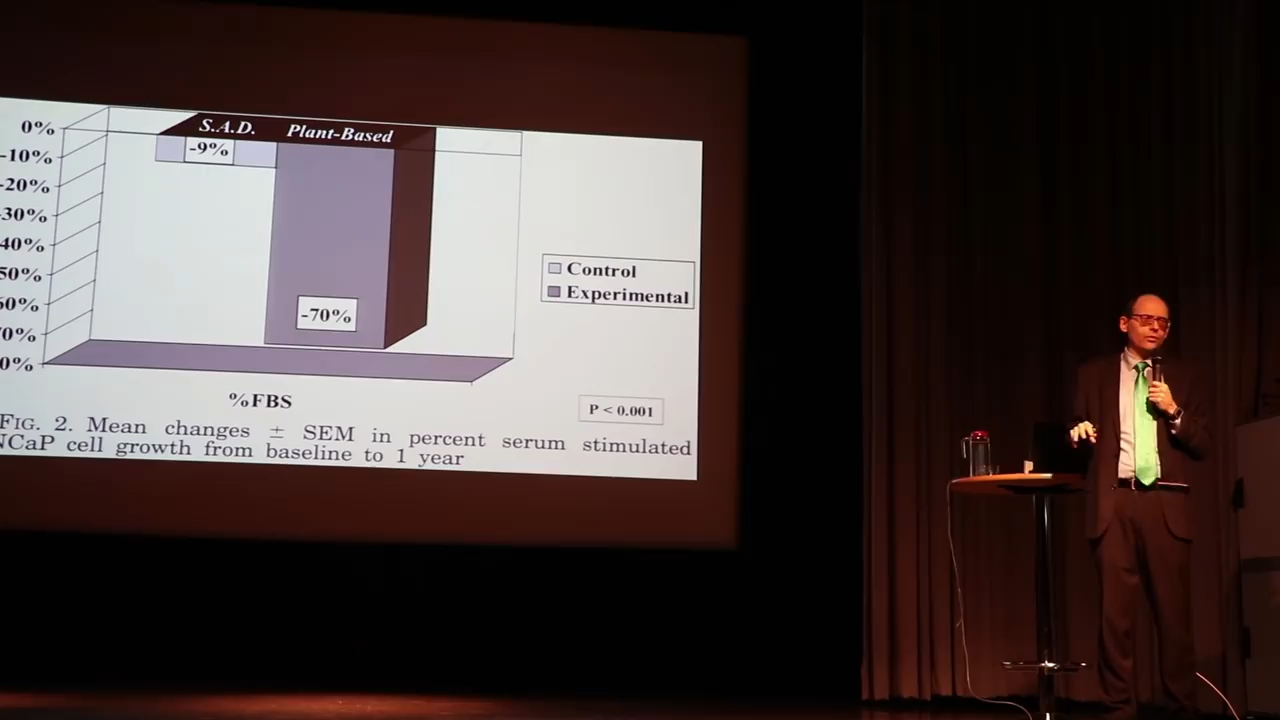 0%
-10%
-20%
30%
40%
50%
60%
0%
0%
S.A.D.
Plant-Based
-9%
-70%
Control
Experimental
%FBS
P < 0.001
FIG. 2. Mean changes ± SEM in percent serum stimulated
NCaP cell growth from baseline to 1 year